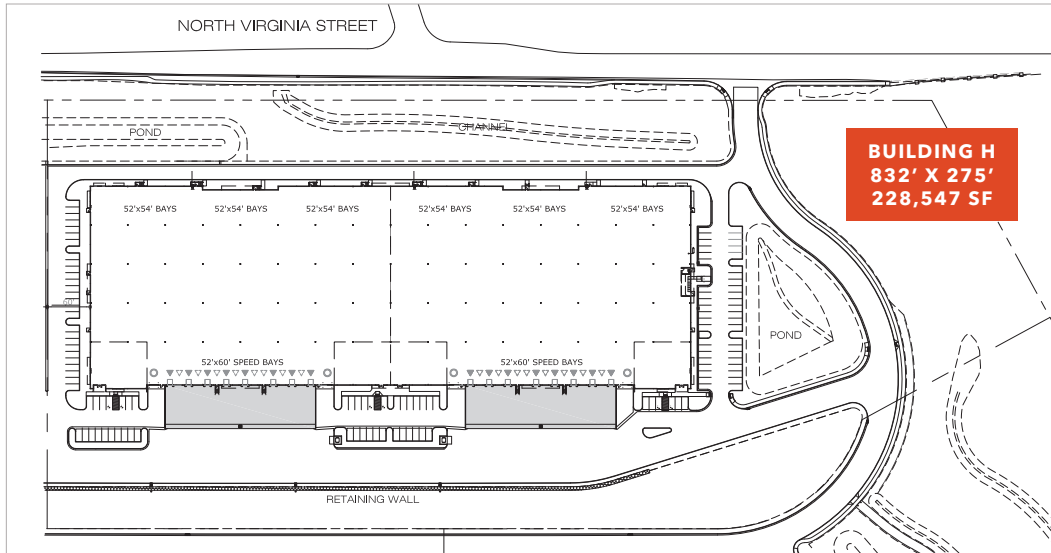 NORTH VIRGINIA STREET
POND
CHANNEL
BUILDING H
832’ X 275’
228,547 SF
52'x54' BAYS
52'x54' BAYS
52'x54' BAYS
52'x54' BAYS
52'x54' BAYS
52'x54' BAYS
60'
POND
52'x60' SPEED BAYS
52'x60' SPEED BAYS
RETAINING WALL